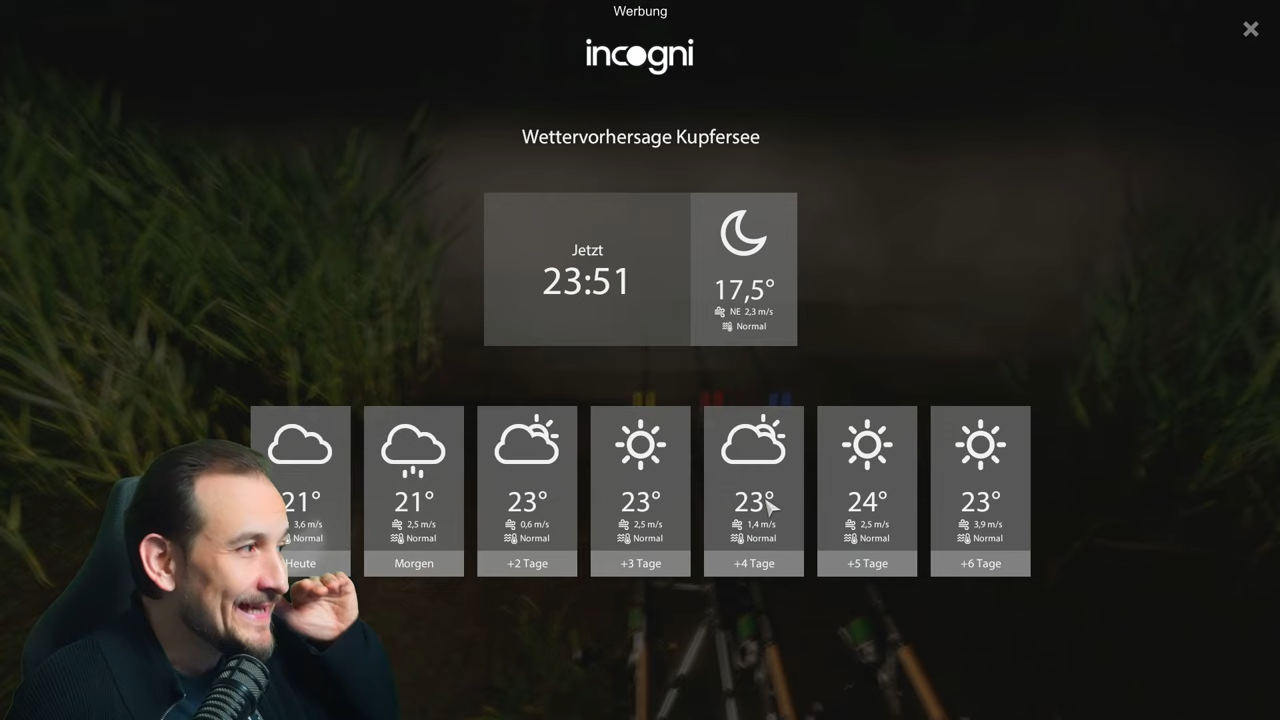 Werbung
incogni
Wettervorhersage Kupfersee
Jetzt
23:51
17,5°
NE 2,3 m/s
Normal
21°
3,6 m/s
Normal
Heute
21°
2,5 m/s
Normal
Morgen
23°
0,6 m/s
Normal
+2 Tage
23°
2,5 m/s
Normal
+3 Tage
23°
1,4 m/s
Normal
+4 Tage
24°
2,5 m/s
Normal
+5 Tage
23°
3,9 m/s
Normal
+6 Tage